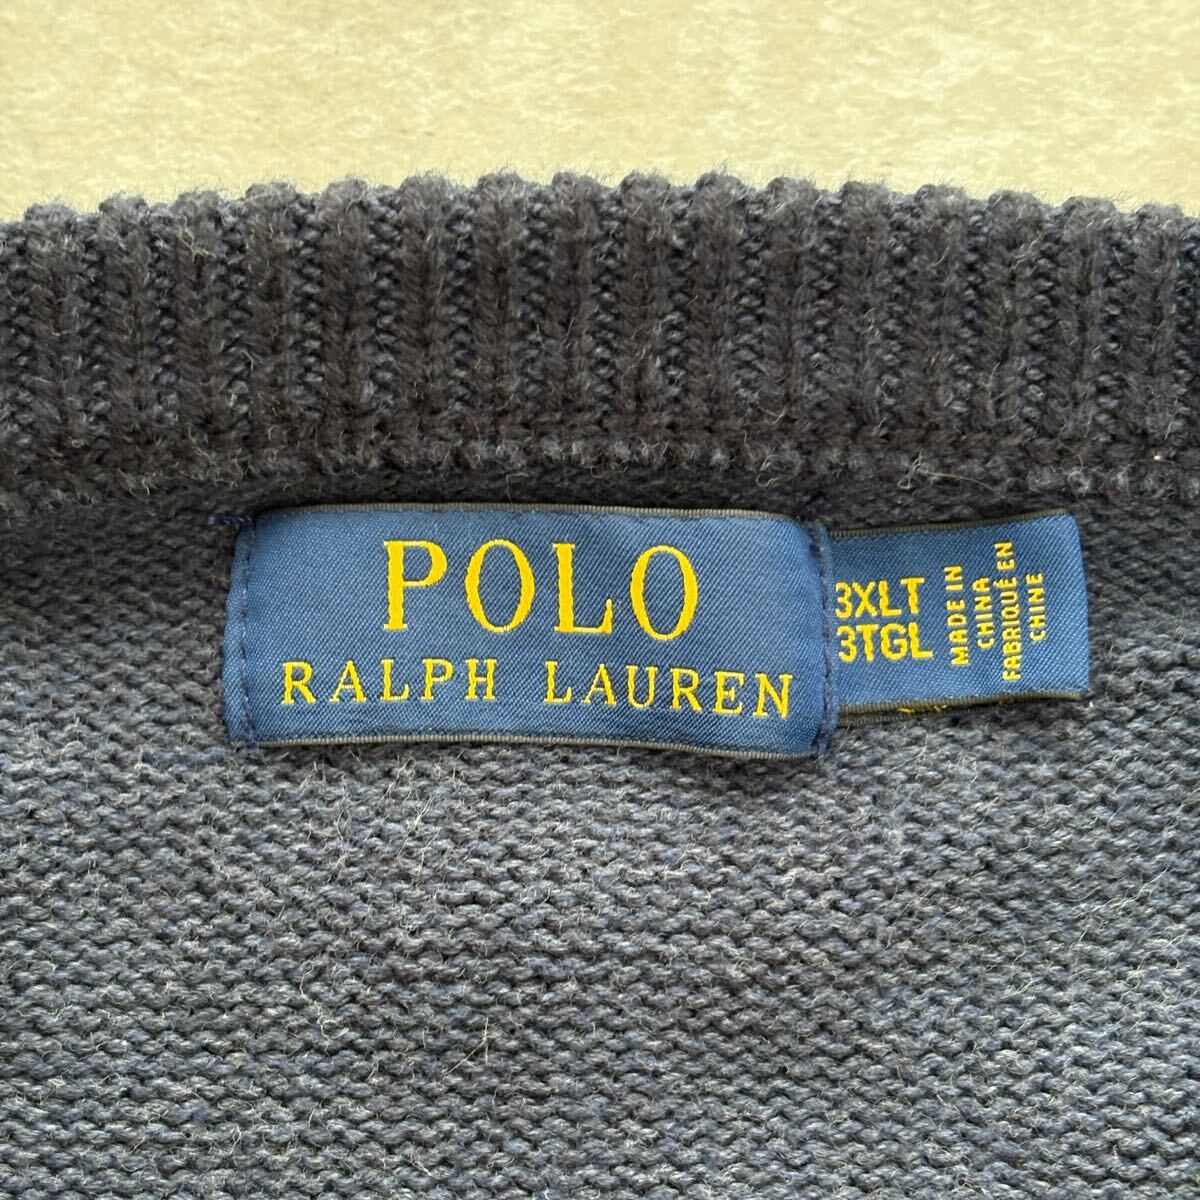 POLO
RALPH LAUREN
3XLT
3TGL
MADE IN
CHINA
FABRIQUÉ EN
CHINE